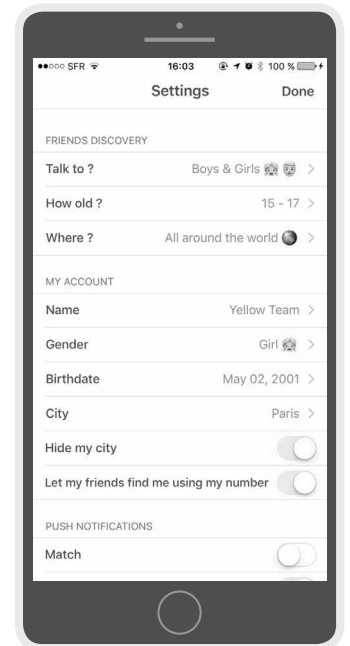 SFR 16:03 100 %
Settings Done
FRIENDS DISCOVERY
Talk to ? Boys & Girls
How old ? 15 - 17
Where ? All around the world
MY ACCOUNT
Name Yellow Team
Gender Girl
Birthdate May 02, 2001
City Paris
Hide my city
Let my friends find me using my number
PUSH NOTIFICATIONS
Match